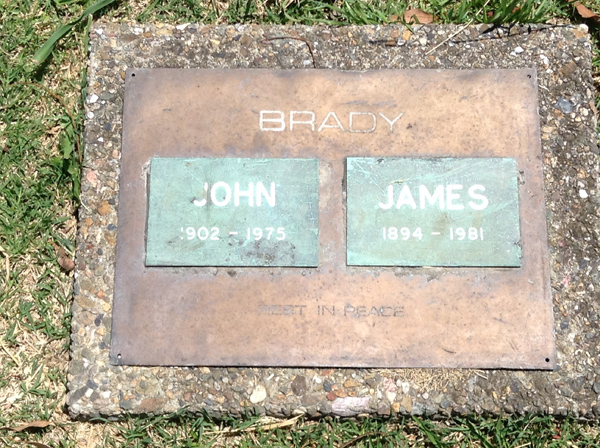 BRADY
JOHN
1902 - 1975
JAMES
1894 - 1981
REST IN PEACE